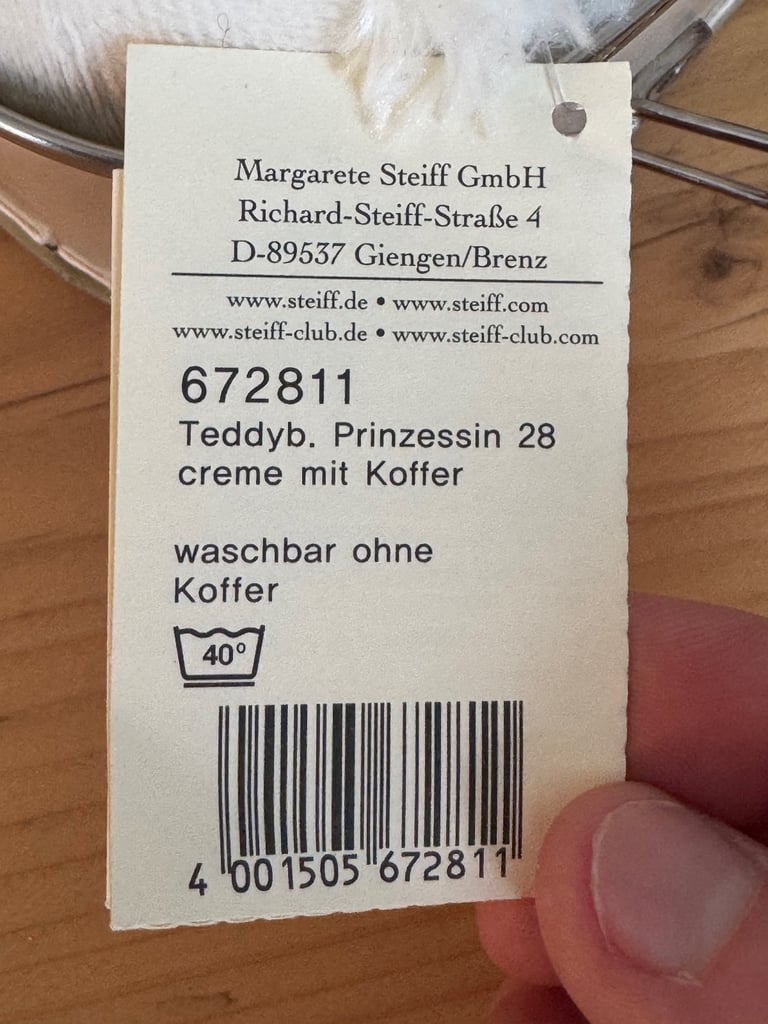 Margarete Steiff GmbH
Richard-Steiff-Straße 4
D-89537 Giengen/Brenz
www.steiff.de • www.steiff.com
www.steiff-club.de • www.steiff-club.com
672811
Teddyb. Prinzessin 28
creme mit Koffer
waschbar ohne
Koffer
40°
4 001505 672811